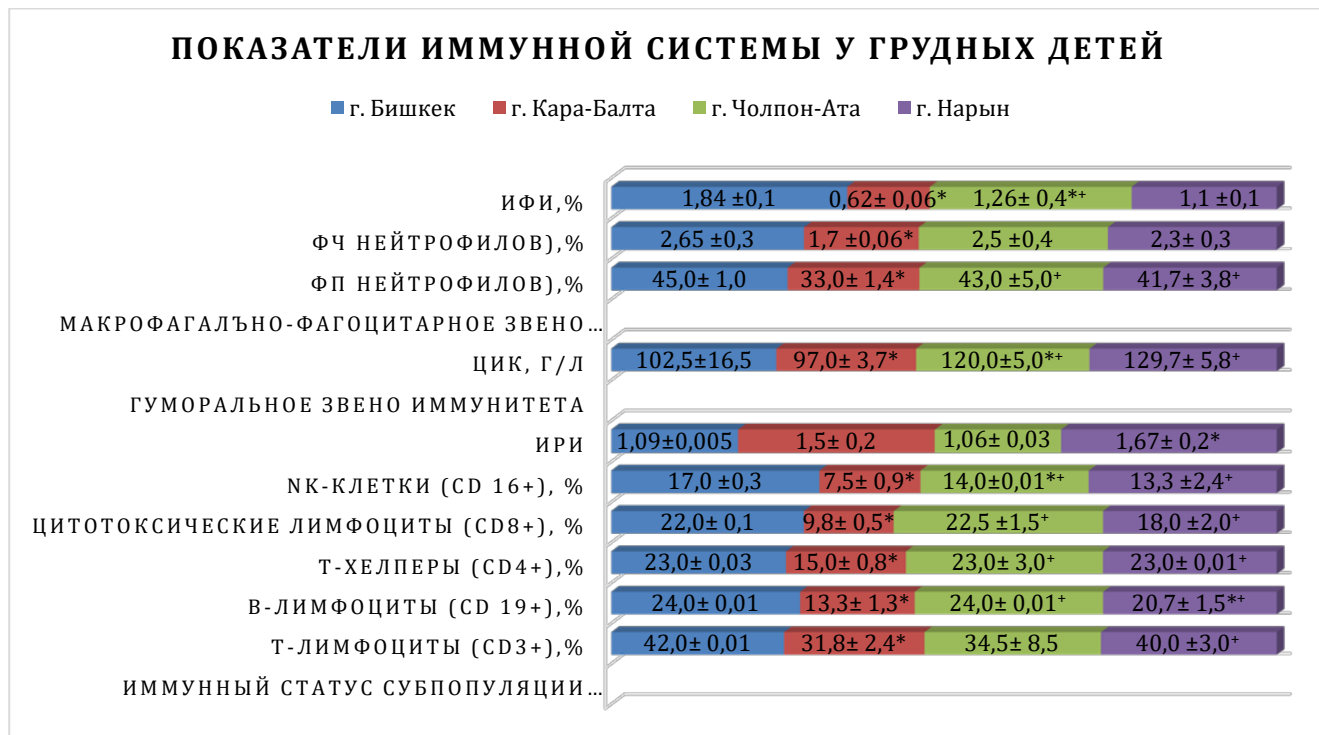 ПОКАЗАТЕЛИ ИММУННОЙ СИСТЕМЫ У ГРУДНЫХ ДЕТЕЙ
г. Бишкек г. Кара-Балта г. Чолпон-Ата г. Нарын
ИФИ,% 1,84 ±0,1 0,62± 0,06* 1,26± 0,4*⁺ 1,1 ±0,1
ФЧ НЕЙТРОФИЛОВ),% 2,65 ±0,3 1,7 ±0,06* 2,5 ±0,4 2,3± 0,3
ФП НЕЙТРОФИЛОВ),% 45,0± 1,0 33,0± 1,4* 43,0 ±5,0⁺ 41,7± 3,8⁺
МАКРОФАГАЛЪНО-ФАГОЦИТАРНОЕ ЗВЕНО...
ЦИК, Г/Л 102,5±16,5 97,0± 3,7* 120,0±5,0*⁺ 129,7± 5,8⁺
ГУМОРАЛЬНОЕ ЗВЕНО ИММУНИТЕТА
ИРИ 1,09±0,005 1,5± 0,2 1,06± 0,03 1,67± 0,2*
NK-КЛЕТКИ (CD 16+), % 17,0 ±0,3 7,5± 0,9* 14,0±0,01*⁺ 13,3 ±2,4⁺
ЦИТОТОКСИЧЕСКИЕ ЛИМФОЦИТЫ (CD8+), % 22,0± 0,1 9,8± 0,5* 22,5 ±1,5⁺ 18,0 ±2,0⁺
Т-ХЕЛПЕРЫ (CD4+),% 23,0± 0,03 15,0± 0,8* 23,0± 3,0⁺ 23,0± 0,01⁺
В-ЛИМФОЦИТЫ (CD 19+),% 24,0± 0,01 13,3± 1,3* 24,0± 0,01⁺ 20,7± 1,5*⁺
Т-ЛИМФОЦИТЫ (CD3+),% 42,0± 0,01 31,8± 2,4* 34,5± 8,5 40,0 ±3,0⁺
ИММУННЫЙ СТАТУС СУБПОПУЛЯЦИИ...